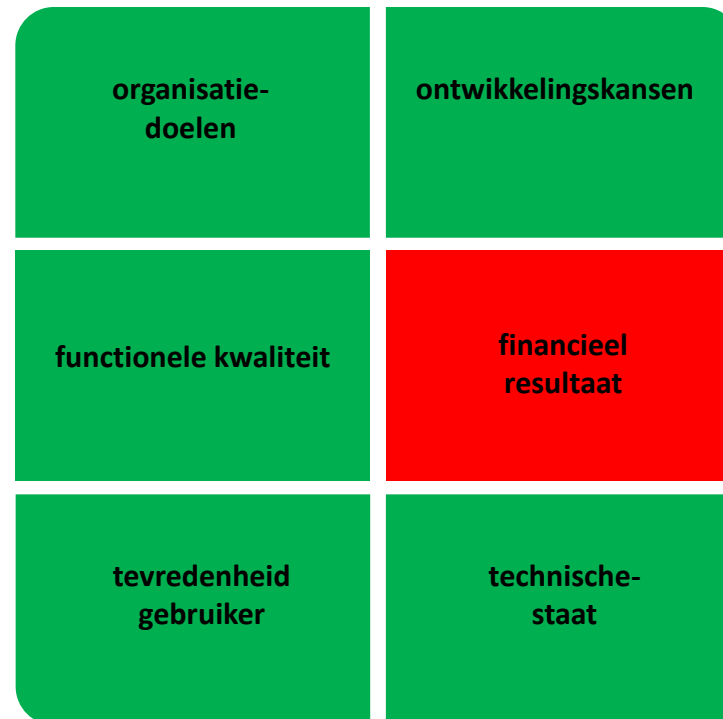 organisatie-
doelen
ontwikkelingskansen
functionele kwaliteit
financieel
resultaat
tevredenheid
gebruiker
technische-
staat